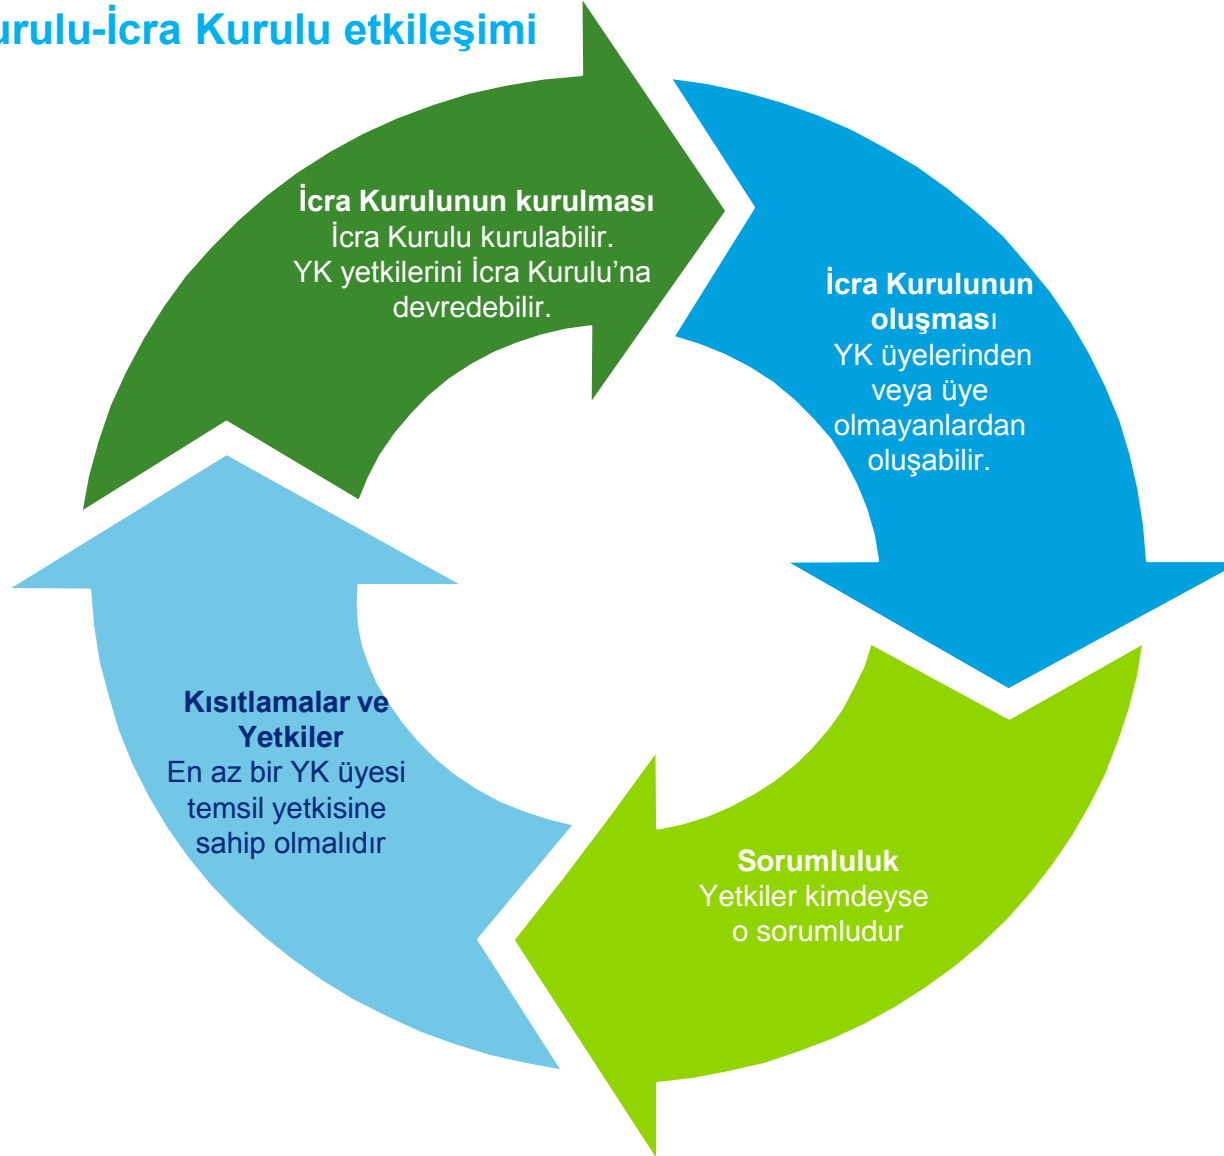 urulu-İcra Kurulu etkileşimi
İcra Kurulunun kurulması
İcra Kurulu kurulabilir.
YK yetkilerini İcra Kurulu’na
devredebilir.
İcra Kurulunun
oluşması
YK üyelerinden
veya üye
olmayanlardan
oluşabilir.
Sorumluluk
Yetkiler kimdeyse
o sorumludur
Kısıtlamalar ve
Yetkiler
En az bir YK üyesi
temsil yetkisine
sahip olmalıdır